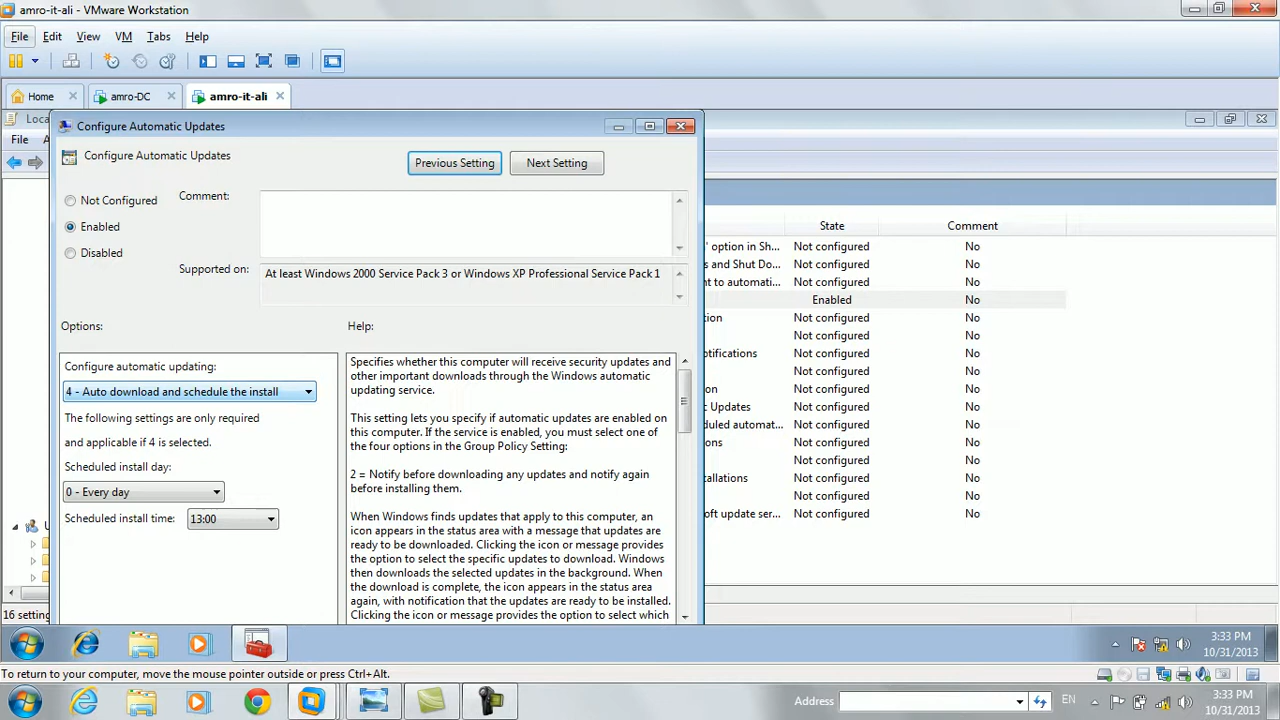 amro-it-ali - VMware Workstation
File Edit View VM Tabs Help
Home amro-DC amro-it-ali
Loca
File A
Configure Automatic Updates
Configure Automatic Updates
Previous Setting Next Setting
Not Configured
Enabled
Disabled
Comment:
Supported on:
At least Windows 2000 Service Pack 3 or Windows XP Professional Service Pack 1
Options:
Help:
Configure automatic updating:
4 - Auto download and schedule the install
The following settings are only required
and applicable if 4 is selected.
Scheduled install day:
0 - Every day
Scheduled install time: 13:00
Specifies whether this computer will receive security updates and
other important downloads through the Windows automatic
updating service.
This setting lets you specify if automatic updates are enabled on
this computer. If the service is enabled, you must select one of
the four options in the Group Policy Setting:
2 = Notify before downloading any updates and notify again
before installing them.
When Windows finds updates that apply to this computer, an
icon appears in the status area with a message that updates are
ready to be downloaded. Clicking the icon or message provides
the option to select the specific updates to download. Windows
then downloads the selected updates in the background. When
the download is complete, the icon appears in the status area
again, with notification that the updates are ready to be installed.
Clicking the icon or message provides the option to select which
State Comment
' option in Sh... Not configured No
s and Shut Do... Not configured No
nt to automati... Not configured No
Enabled No
tion Not configured No
Not configured No
otifications Not configured No
Not configured No
on Not configured No
c Updates Not configured No
duled automat... Not configured No
ons Not configured No
Not configured No
stallations Not configured No
Not configured No
soft update ser... Not configured No
U
16 setting
3:33 PM
10/31/2013
To return to your computer, move the mouse pointer outside or press Ctrl+Alt.
Address
EN
3:33 PM
10/31/2013